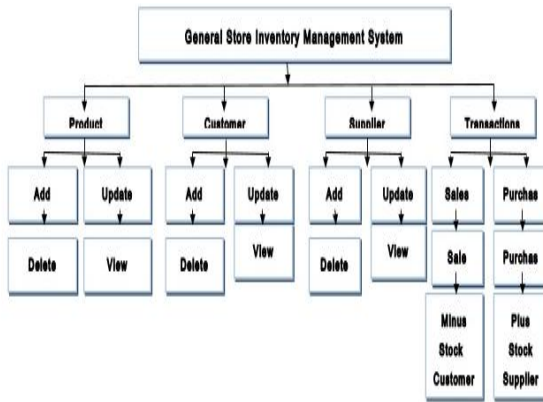 General Store Inventory Management System
Product Customer Supplier Transactions
Add Update Add Update Add Update Sales Purchas
Delete View Delete View Delete View Sale Purchas
Minus Plus
Stock Stock
Customer Supplier